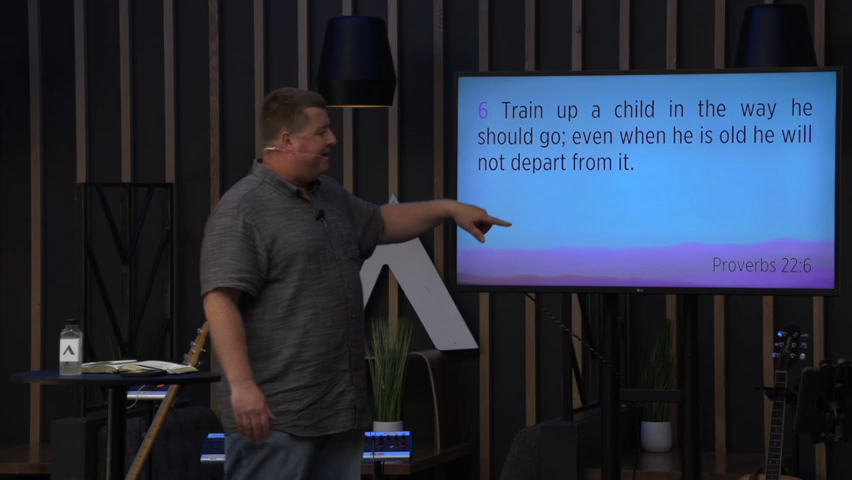 6 Train up a child in the way he
should go; even when he is old he will
not depart from it.
Proverbs 22:6